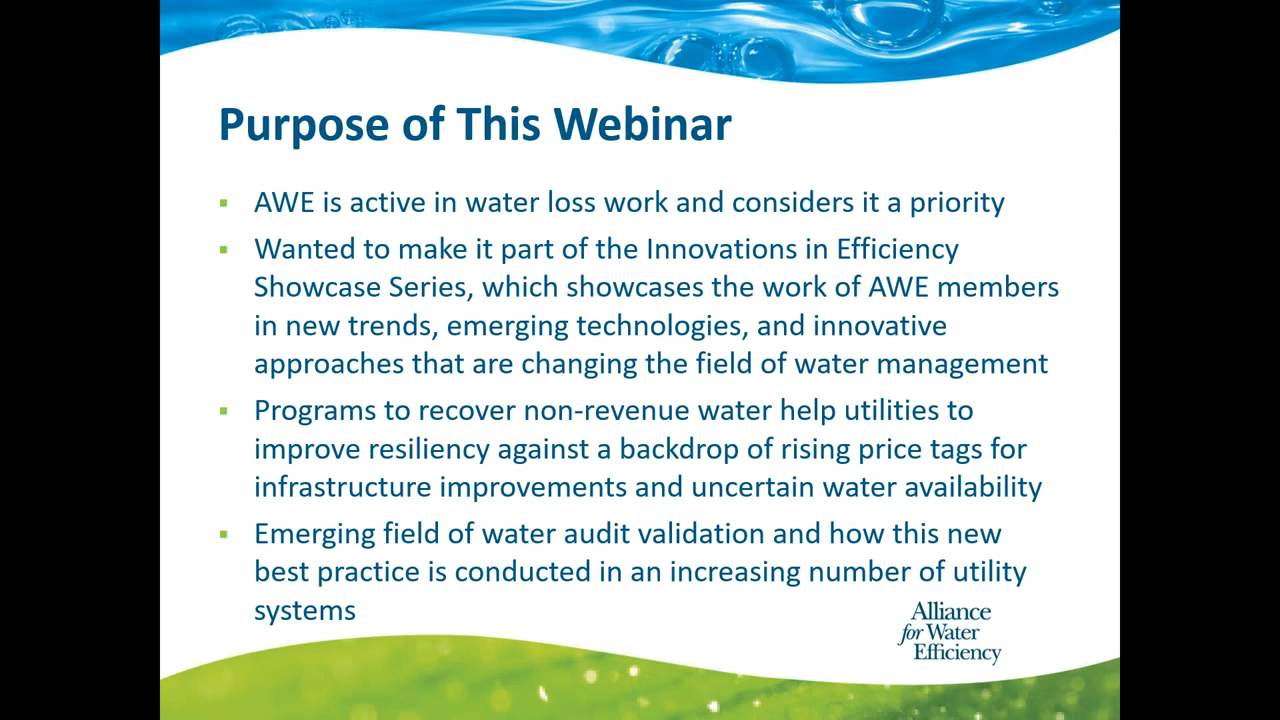 Purpose of This Webinar
▪ AWE is active in water loss work and considers it a priority
▪ Wanted to make it part of the Innovations in Efficiency
Showcase Series, which showcases the work of AWE members
in new trends, emerging technologies, and innovative
approaches that are changing the field of water management
▪ Programs to recover non-revenue water help utilities to
improve resiliency against a backdrop of rising price tags for
infrastructure improvements and uncertain water availability
▪ Emerging field of water audit validation and how this new
best practice is conducted in an increasing number of utility
systems
Alliance
for Water
Efficiency